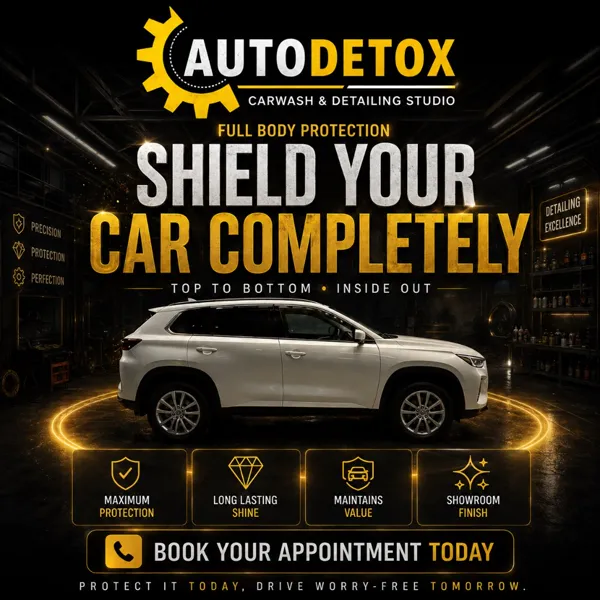 AUTODETOX
CARWASH & DETAILING STUDIO
FULL BODY PROTECTION
SHIELD YOUR
CAR COMPLETELY
TOP TO BOTTOM • INSIDE OUT
PRECISION
PROTECTION
PERFECTION
DETAILING
EXCELLENCE
MAXIMUM
PROTECTION
LONG LASTING
SHINE
MAINTAINS
VALUE
SHOWROOM
FINISH
BOOK YOUR APPOINTMENT TODAY
PROTECT IT TODAY, DRIVE WORRY-FREE TOMORROW.